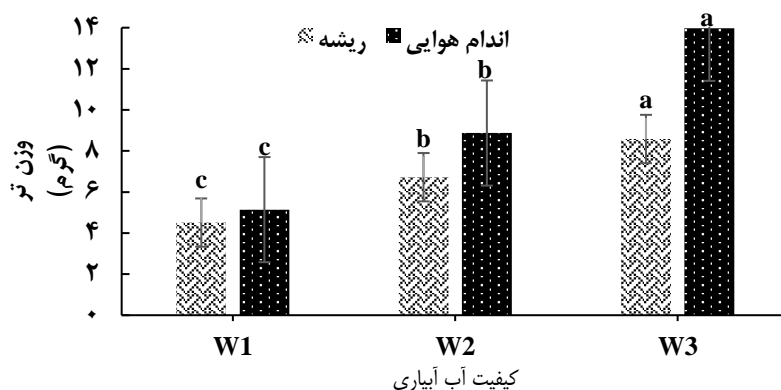 ریشه اندام هوایی
وزن تر
(گرم)
۱۴
۱۲
۱۰
۸
۶
۴
۲
۰
c
c
b
b
a
a
W1 W2 W3
کیفیت آب آبیاری